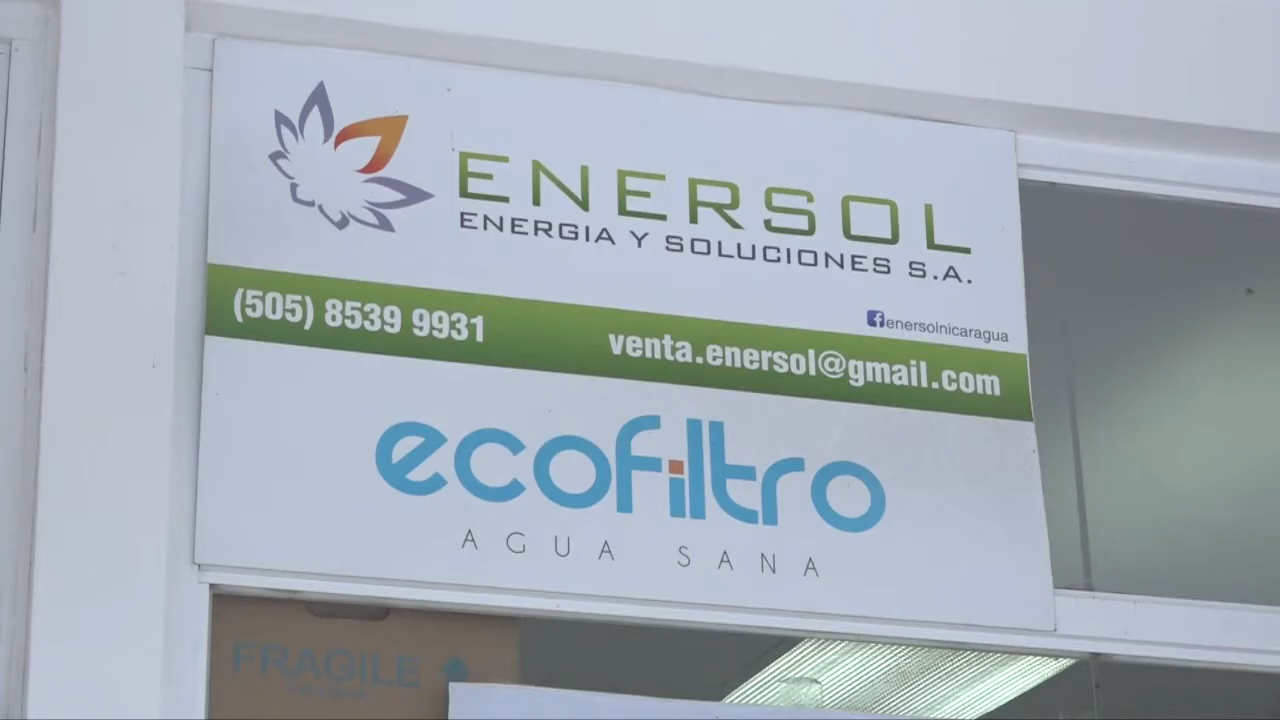 ENERSOL
ENERGIA Y SOLUCIONES S.A.
enersolnicaragua
(505) 8539 9931 venta.enersol@gmail.com
ecofiltro
AGUA SANA
FRAGILE